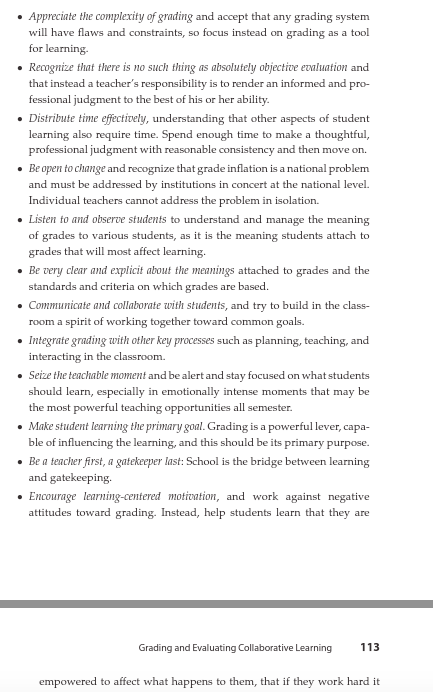 • Appreciate the complexity of grading and accept that any grading system
will have flaws and constraints, so focus instead on grading as a tool
for learning.
• Recognize that there is no such thing as absolutely objective evaluation and
that instead a teacher's responsibility is to render an informed and pro-
fessional judgment to the best of his or her ability.
• Distribute time effectively, understanding that other aspects of student
learning also require time. Spend enough time to make a thoughtful,
professional judgment with reasonable consistency and then move on.
• Be open to change and recognize that grade inflation is a national problem
and must be addressed by institutions in concert at the national level.
Individual teachers cannot address the problem in isolation.
• Listen to and observe students to understand and manage the meaning
of grades to various students, as it is the meaning students attach to
grades that will most affect learning.
• Be very clear and explicit about the meanings attached to grades and the
standards and criteria on which grades are based.
• Communicate and collaborate with students, and try to build in the class-
room a spirit of working together toward common goals.
• Integrate grading with other key processes such as planning, teaching, and
interacting in the classroom.
• Seize the teachable moment and be alert and stay focused on what students
should learn, especially in emotionally intense moments that may be
the most powerful teaching opportunities all semester.
• Make student learning the primary goal. Grading is a powerful lever, capa-
ble of influencing the learning, and this should be its primary purpose.
• Be a teacher first, a gatekeeper last: School is the bridge between learning
and gatekeeping.
• Encourage learning-centered motivation, and work against negative
attitudes toward grading. Instead, help students learn that they are
Grading and Evaluating Collaborative Learning 113
empowered to affect what happens to them, that if they work hard it